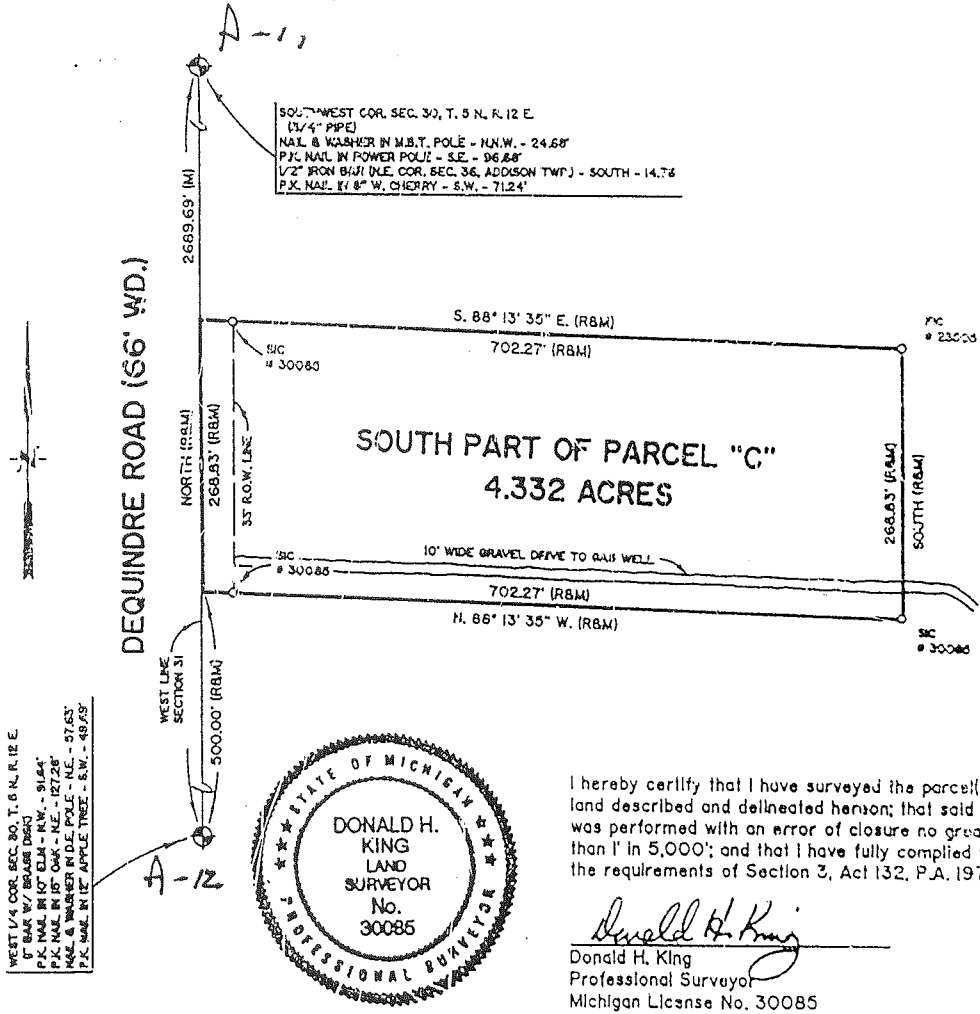 A-11
SOUTHWEST COR. SEC. 30, T. 5 N., R. 12 E.
(3/4" PIPE)
NAIL & WASHER IN M.B.T. POLE - N.N.W. - 24.68'
P.K. NAIL IN POWER POLE - S.E. - 96.68'
1/2" IRON BAR (N.E. COR. SEC. 36, ADDISON TWP.) - SOUTH - 14.78'
P.K. NAIL IN 8" W. CHERRY - S.W. - 71.24'
2689.69' (M)
DEQUINDRE ROAD (66' WD.)
S. 88° 13' 35" E. (R&M)
702.27' (R&M)
SIC
# 30085
NORTH (R&M)
268.83' (R&M)
33' R.O.W. LINE
SOUTH PART OF PARCEL "C"
4.332 ACRES
268.83' (R&M)
SOUTH (R&M)
10' WIDE GRAVEL DRIVE TO GAS WELL
SIC
# 30085
702.27' (R&M)
N. 88° 13' 35" W. (R&M)
SIC
# 30085
WEST LINE
SECTION 31
500.00' (R&M)
WEST 1/4 COR. SEC. 30, T. 5 N., R. 12 E.
BAR W/ BRASS DISK)
P.K. NAIL IN 10" ELM - N.W. - 91.64'
P.K. NAIL IN 15" OAK - N.E. - 127.26'
NAIL & WASHER IN D.E. POLE - N.E. - 57.63'
P.K. NAIL IN 12" APPLE TREE - S.W. - 49.69'
A-12
STATE OF MICHIGAN
DONALD H.
KING
LAND
SURVEYOR
No.
30085
PROFESSIONAL SURVEYOR
I hereby certify that I have surveyed the parcel(
land described and delineated hereon; that said
was performed with an error of closure no grea
than 1' in 5,000'; and that I have fully complied
the requirements of Section 3, Act 132, P.A. 197
Donald H. King
Donald H. King
Professional Surveyor
Michigan License No. 30085